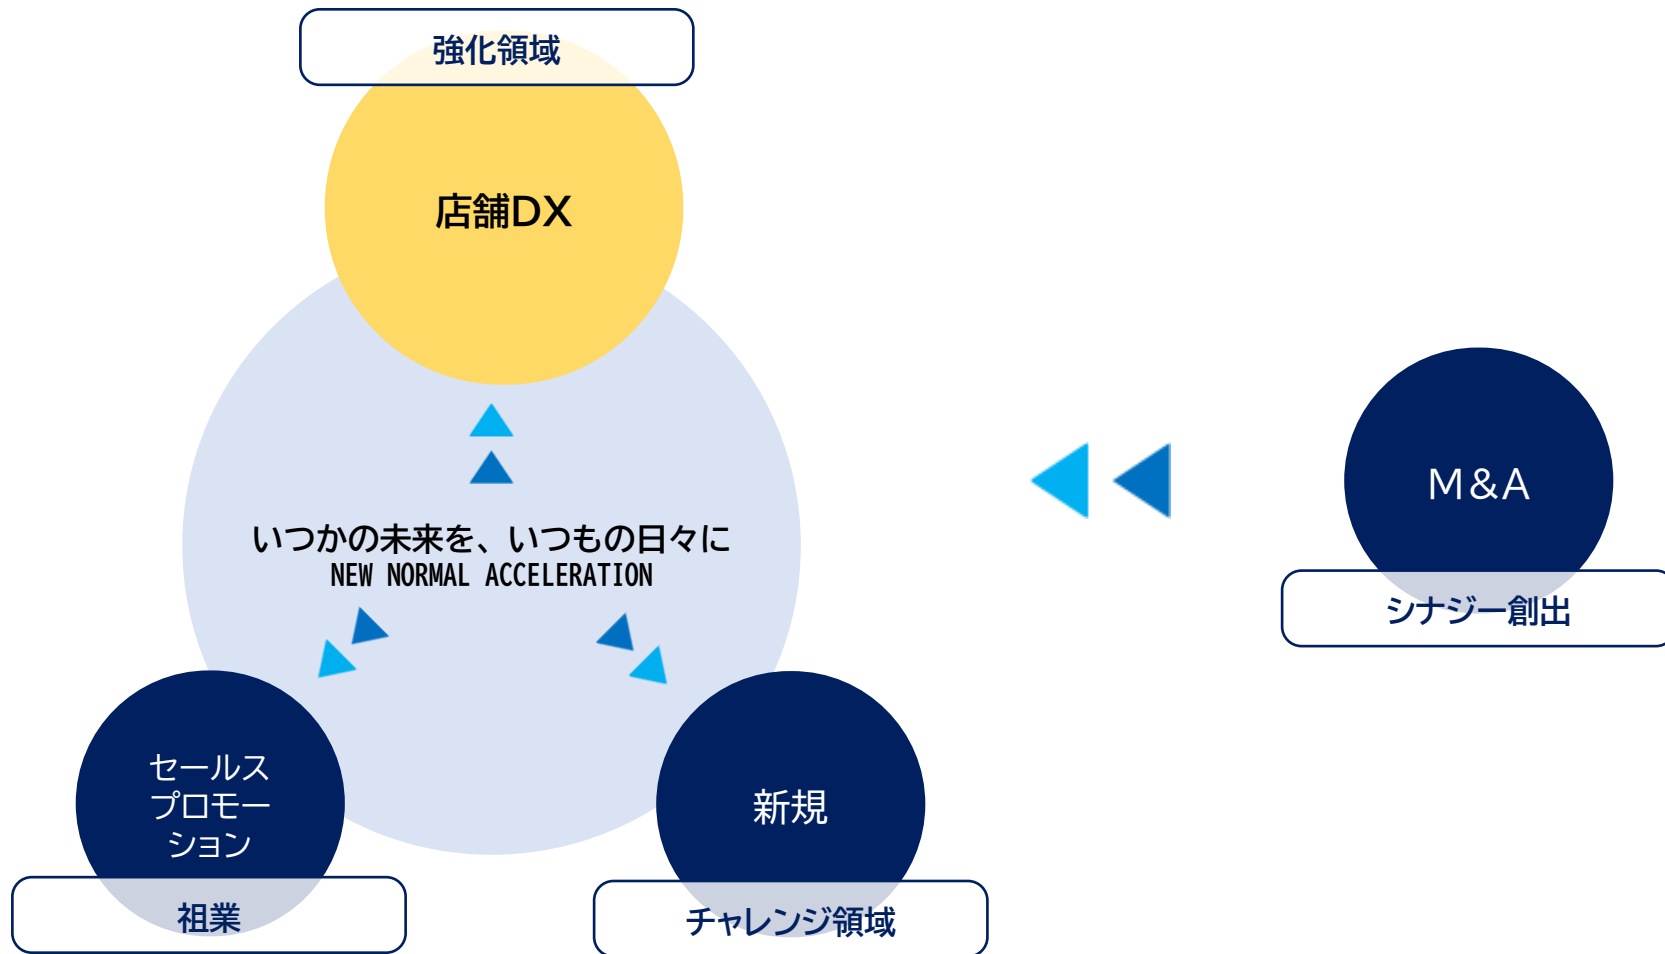 強化領域
店舗DX
いつかの未来を、いつもの日々に
NEW NORMAL ACCELERATION
M&A
シナジー創出
セールス
プロモー
ション
祖業
新規
チャレンジ領域